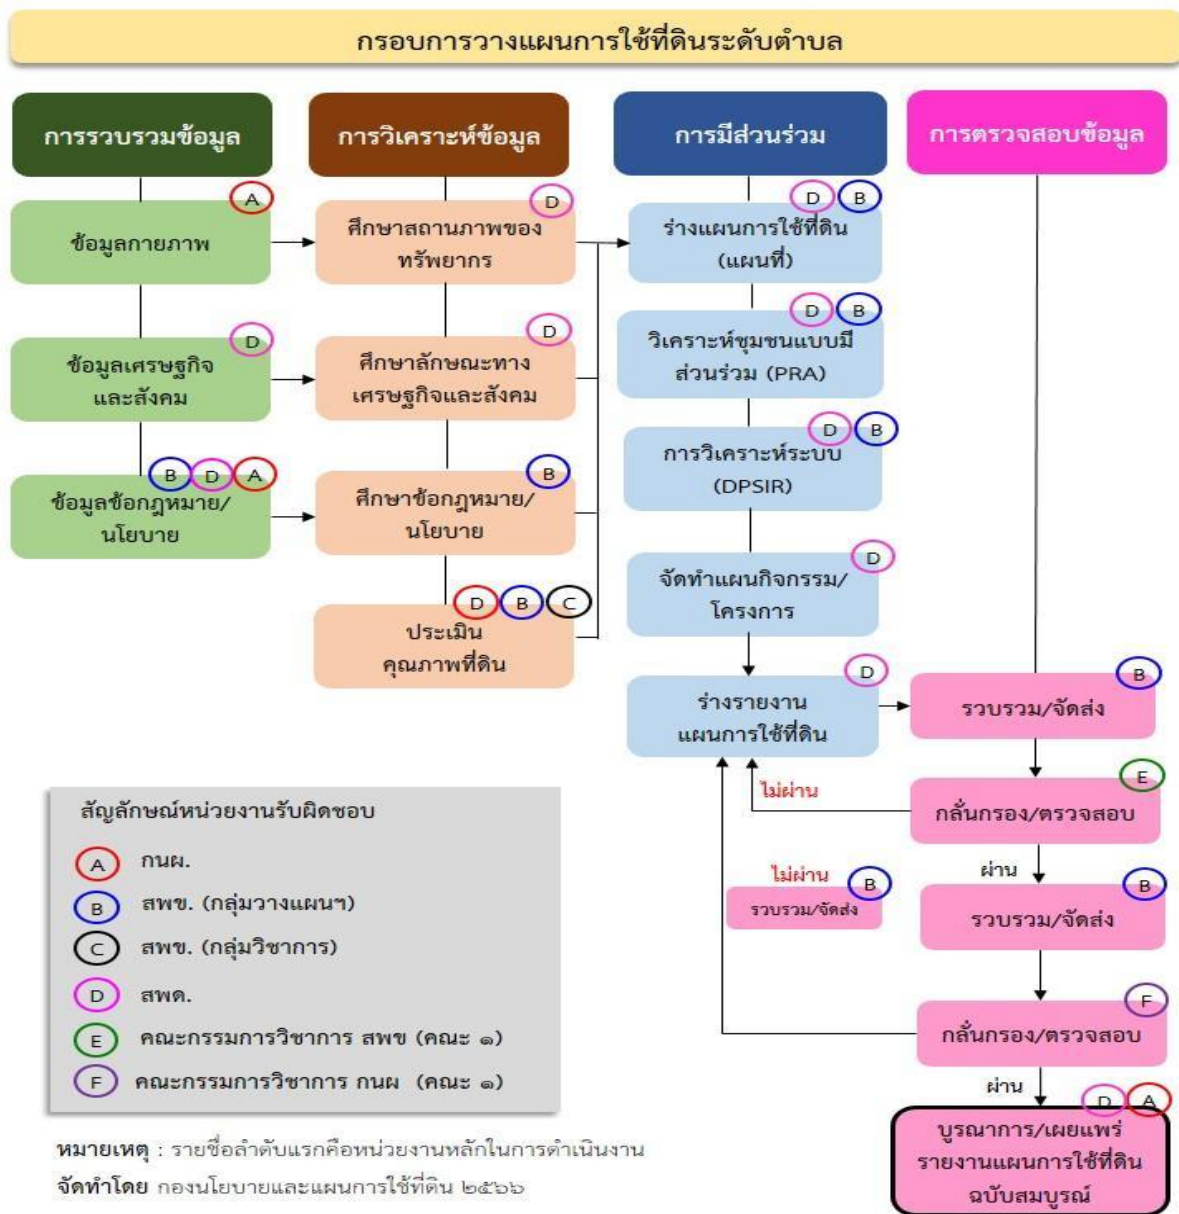 กรอบการวางแผนการใช้ที่ดินระดับตำบล
การรวบรวมข้อมูล
การวิเคราะห์ข้อมูล
การมีส่วนร่วม
การตรวจสอบข้อมูล
A
ข้อมูลกายภาพ
D
ข้อมูลเศรษฐกิจ
และสังคม
B D A
ข้อมูลข้อกฎหมาย/
นโยบาย
D
ศึกษาสถานภาพของ
ทรัพยากร
D
ศึกษาลักษณะทาง
เศรษฐกิจและสังคม
B
ศึกษาข้อกฎหมาย/
นโยบาย
D B C
ประเมิน
คุณภาพที่ดิน
D B
ร่างแผนการใช้ที่ดิน
(แผนที่)
D B
วิเคราะห์ชุมชนแบบมี
ส่วนร่วม (PRA)
D B
การวิเคราะห์ระบบ
(DPSIR)
D
จัดทำแผนกิจกรรม/
โครงการ
D
ร่างรายงาน
แผนการใช้ที่ดิน
B
รวบรวม/จัดส่ง
E
กลั่นกรอง/ตรวจสอบ
ไม่ผ่าน
ผ่าน
B
รวบรวม/จัดส่ง
ไม่ผ่าน
B
รวบรวม/จัดส่ง
F
กลั่นกรอง/ตรวจสอบ
ผ่าน
D A
บูรณาการ/เผยแพร่
รายงานแผนการใช้ที่ดิน
ฉบับสมบูรณ์
สัญลักษณ์หน่วยงานรับผิดชอบ
A กนผ.
B สพข. (กลุ่มวางแผนฯ)
C สพข. (กลุ่มวิชาการ)
D สพด.
E คณะกรรมการวิชาการ สพข (คณะ ๑)
F คณะกรรมการวิชาการ กนผ (คณะ ๑)
หมายเหตุ : รายชื่อลำดับแรกคือหน่วยงานหลักในการดำเนินงาน
จัดทำโดย กองนโยบายและแผนการใช้ที่ดิน ๒๕๖๖